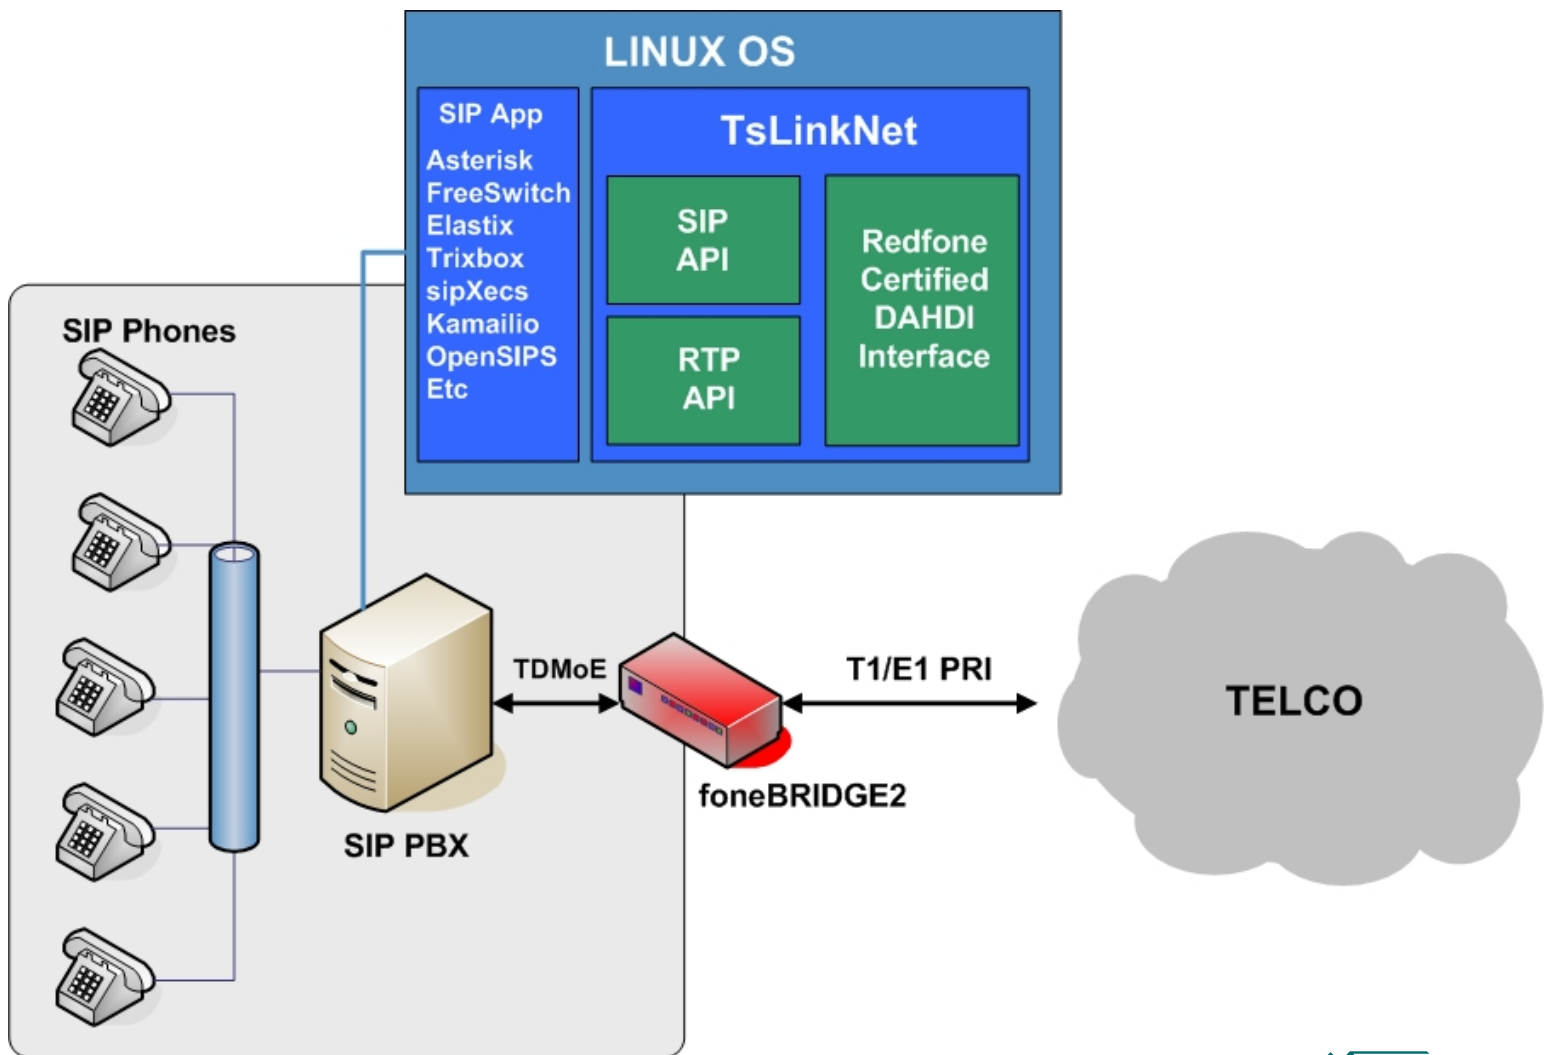 LINUX OS
SIP App
Asterisk
FreeSwitch
Elastix
Trixbox
sipXecs
Kamailio
OpenSIPS
Etc
TsLinkNet
SIP
API
RTP
API
Redfone
Certified
DAHDI
Interface
SIP Phones
SIP PBX
TDMoE
foneBRIDGE2
T1/E1 PRI
TELCO